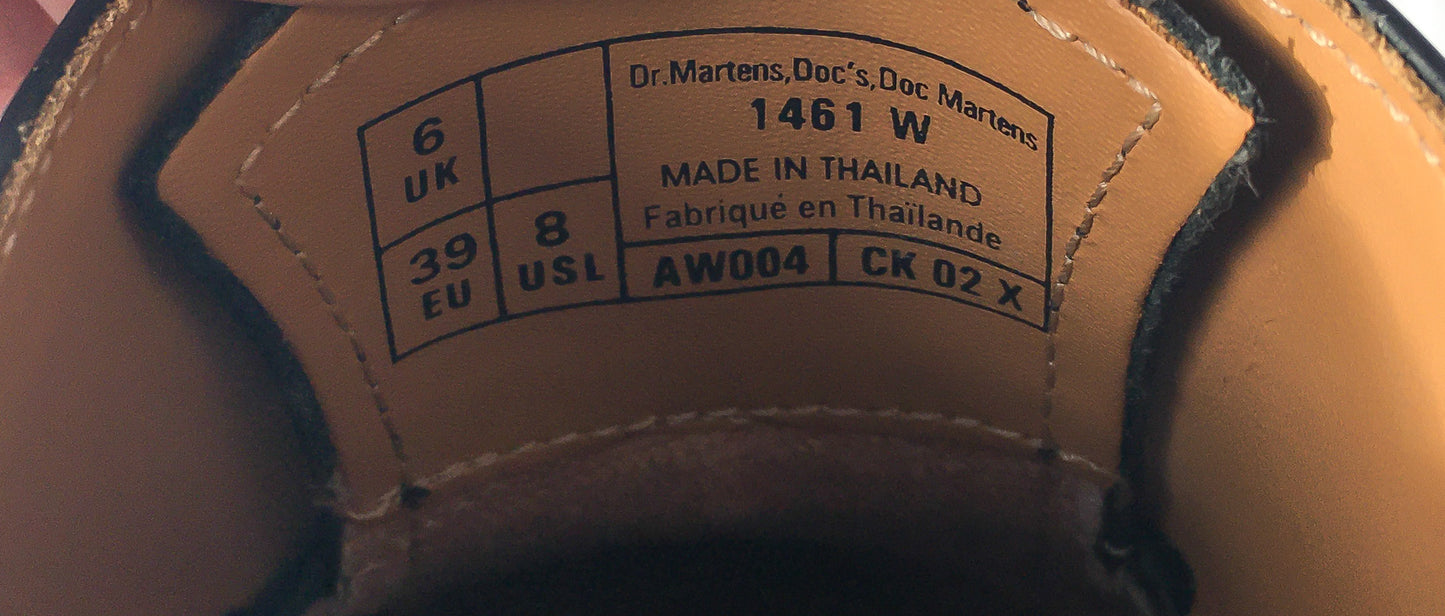 6
UK
39
EU
8
USL
Dr.Martens,Doc's,Doc Martens
1461 W
MADE IN THAILAND
Fabriqué en Thaïlande
AW004
CK 02 X